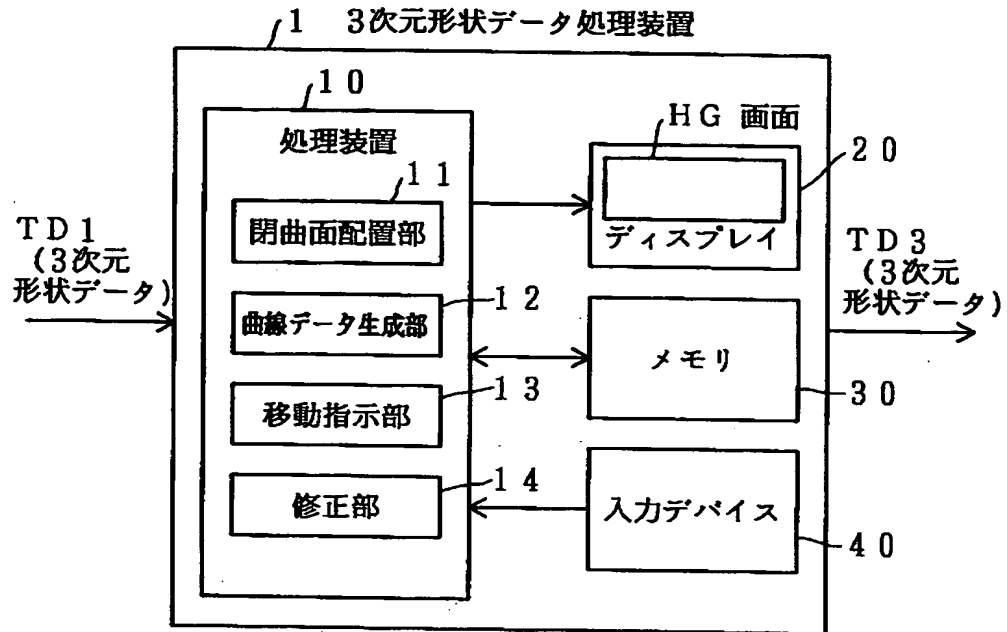 1 3次元形状データ処理装置
10
処理装置
11
閉曲面配置部
12
曲線データ生成部
13
移動指示部
14
修正部
HG 画面
20
ディスプレイ
メモリ
30
入力デバイス
40
TD1
(3次元
形状データ)
TD3
(3次元
形状データ)